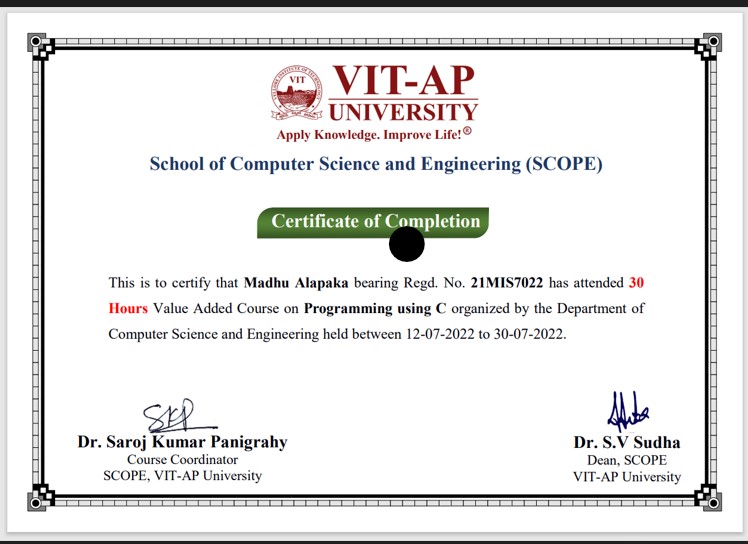 VIT
VIT-AP
UNIVERSITY
Apply Knowledge. Improve Life!®
School of Computer Science and Engineering (SCOPE)
Certificate of Completion
This is to certify that Madhu Alapaka bearing Regd. No. 21MIS7022 has attended 30
Hours Value Added Course on Programming using C organized by the Department of
Computer Science and Engineering held between 12-07-2022 to 30-07-2022.
Dr. Saroj Kumar Panigrahy
Course Coordinator
SCOPE, VIT-AP University
Dr. S.V Sudha
Dean, SCOPE
VIT-AP University